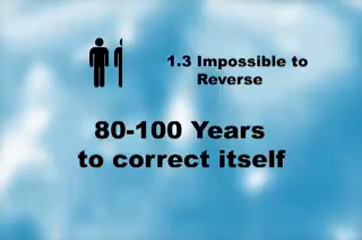 1.3 Impossible to
Reverse
80-100 Years
to correct itself